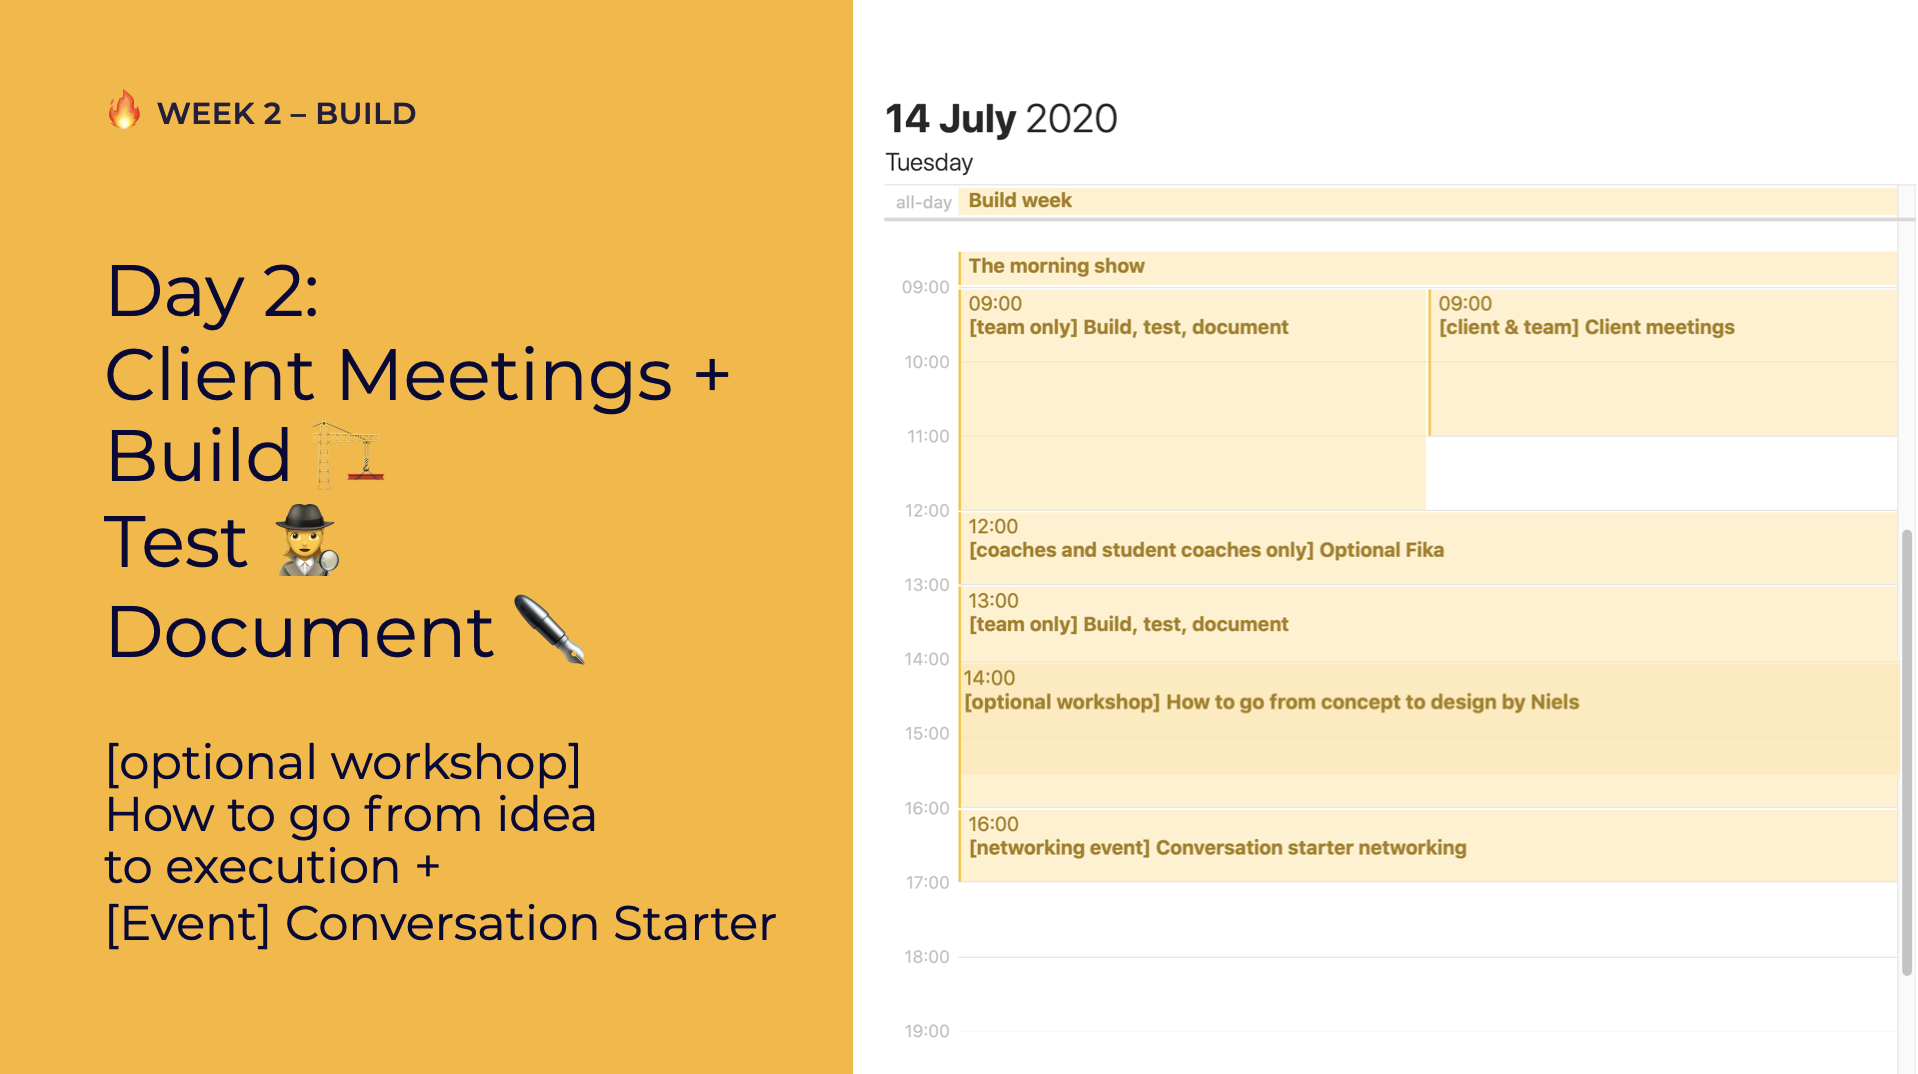 🔥 WEEK 2 – BUILD
Day 2:
Client Meetings +
Build 🏗️
Test 🕵️‍♀️
Document 🖋️
[optional workshop]
How to go from idea
to execution +
[Event] Conversation Starter
14 July 2020
Tuesday
all-day Build week
The morning show
09:00
09:00
[team only] Build, test, document
09:00
[client & team] Client meetings
10:00
11:00
12:00
12:00
[coaches and student coaches only] Optional Fika
13:00
13:00
[team only] Build, test, document
14:00
14:00
[optional workshop] How to go from concept to design by Niels
15:00
16:00
16:00
[networking event] Conversation starter networking
17:00
18:00
19:00